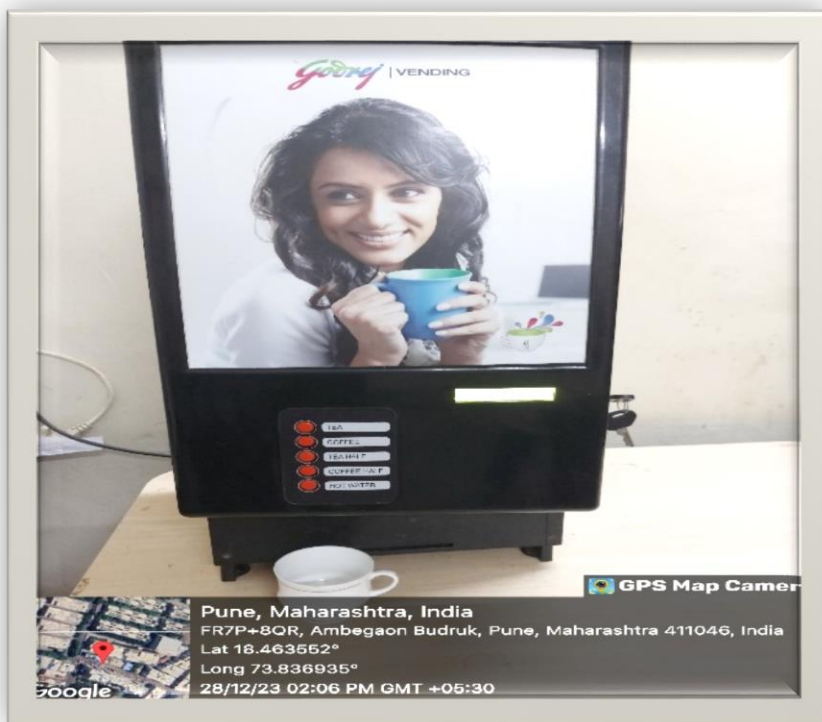 Godrej | VENDING
TEA
COFFEE
TEA HALF
COFFEE HALF
HOT WATER
GPS Map Camer
Pune, Maharashtra, India
FR7P+8QR, Ambegaon Budruk, Pune, Maharashtra 411046, India
Lat 18.463552°
Long 73.836935°
28/12/23 02:06 PM GMT +05:30
Google